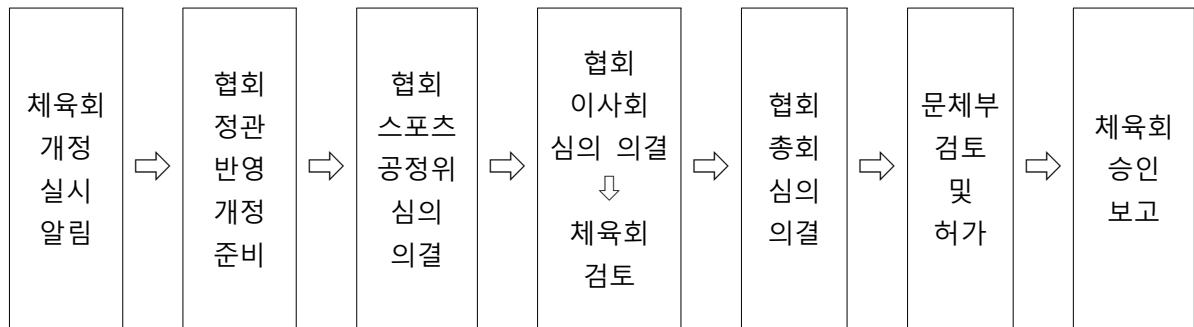 체육회
개정
실시
알림
⇨
협회
정관
반영
개정
준비
⇨
협회
스포츠
공정위
심의
의결
⇨
협회
이사회
심의 의결
⇩
체육회
검토
⇨
협회
총회
심의
의결
⇨
문체부
검토
및
허가
⇨
체육회
승인
보고